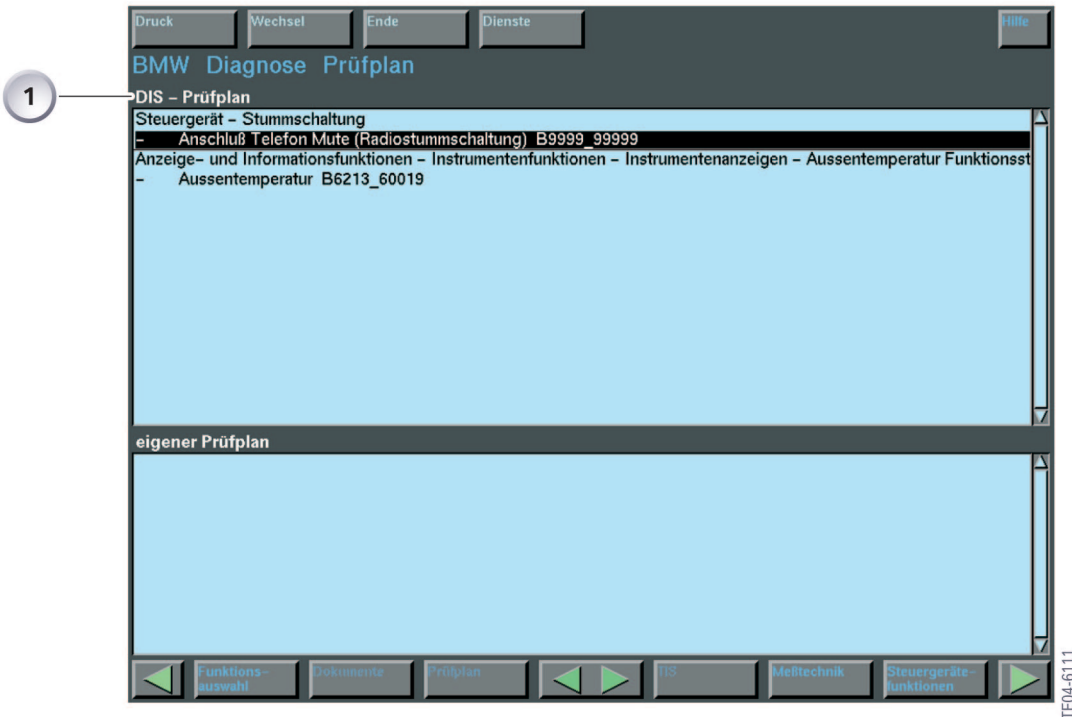 Druck Wechsel Ende Dienste Hilfe
BMW Diagnose Prüfplan
1
DIS – Prüfplan
Steuergerät – Stummschaltung
– Anschluß Telefon Mute (Radiostummschaltung) B9999_99999
Anzeige– und Informationsfunktionen – Instrumentenfunktionen – Instrumentenanzeigen – Aussentemperatur Funktionsst
– Aussentemperatur B6213_60019
eigener Prüfplan
Funktions–
auswahl
Dokumente
Prüfplan
TIS
Meßtechnik
Steuergeräte–
funktionen
TE04-6111